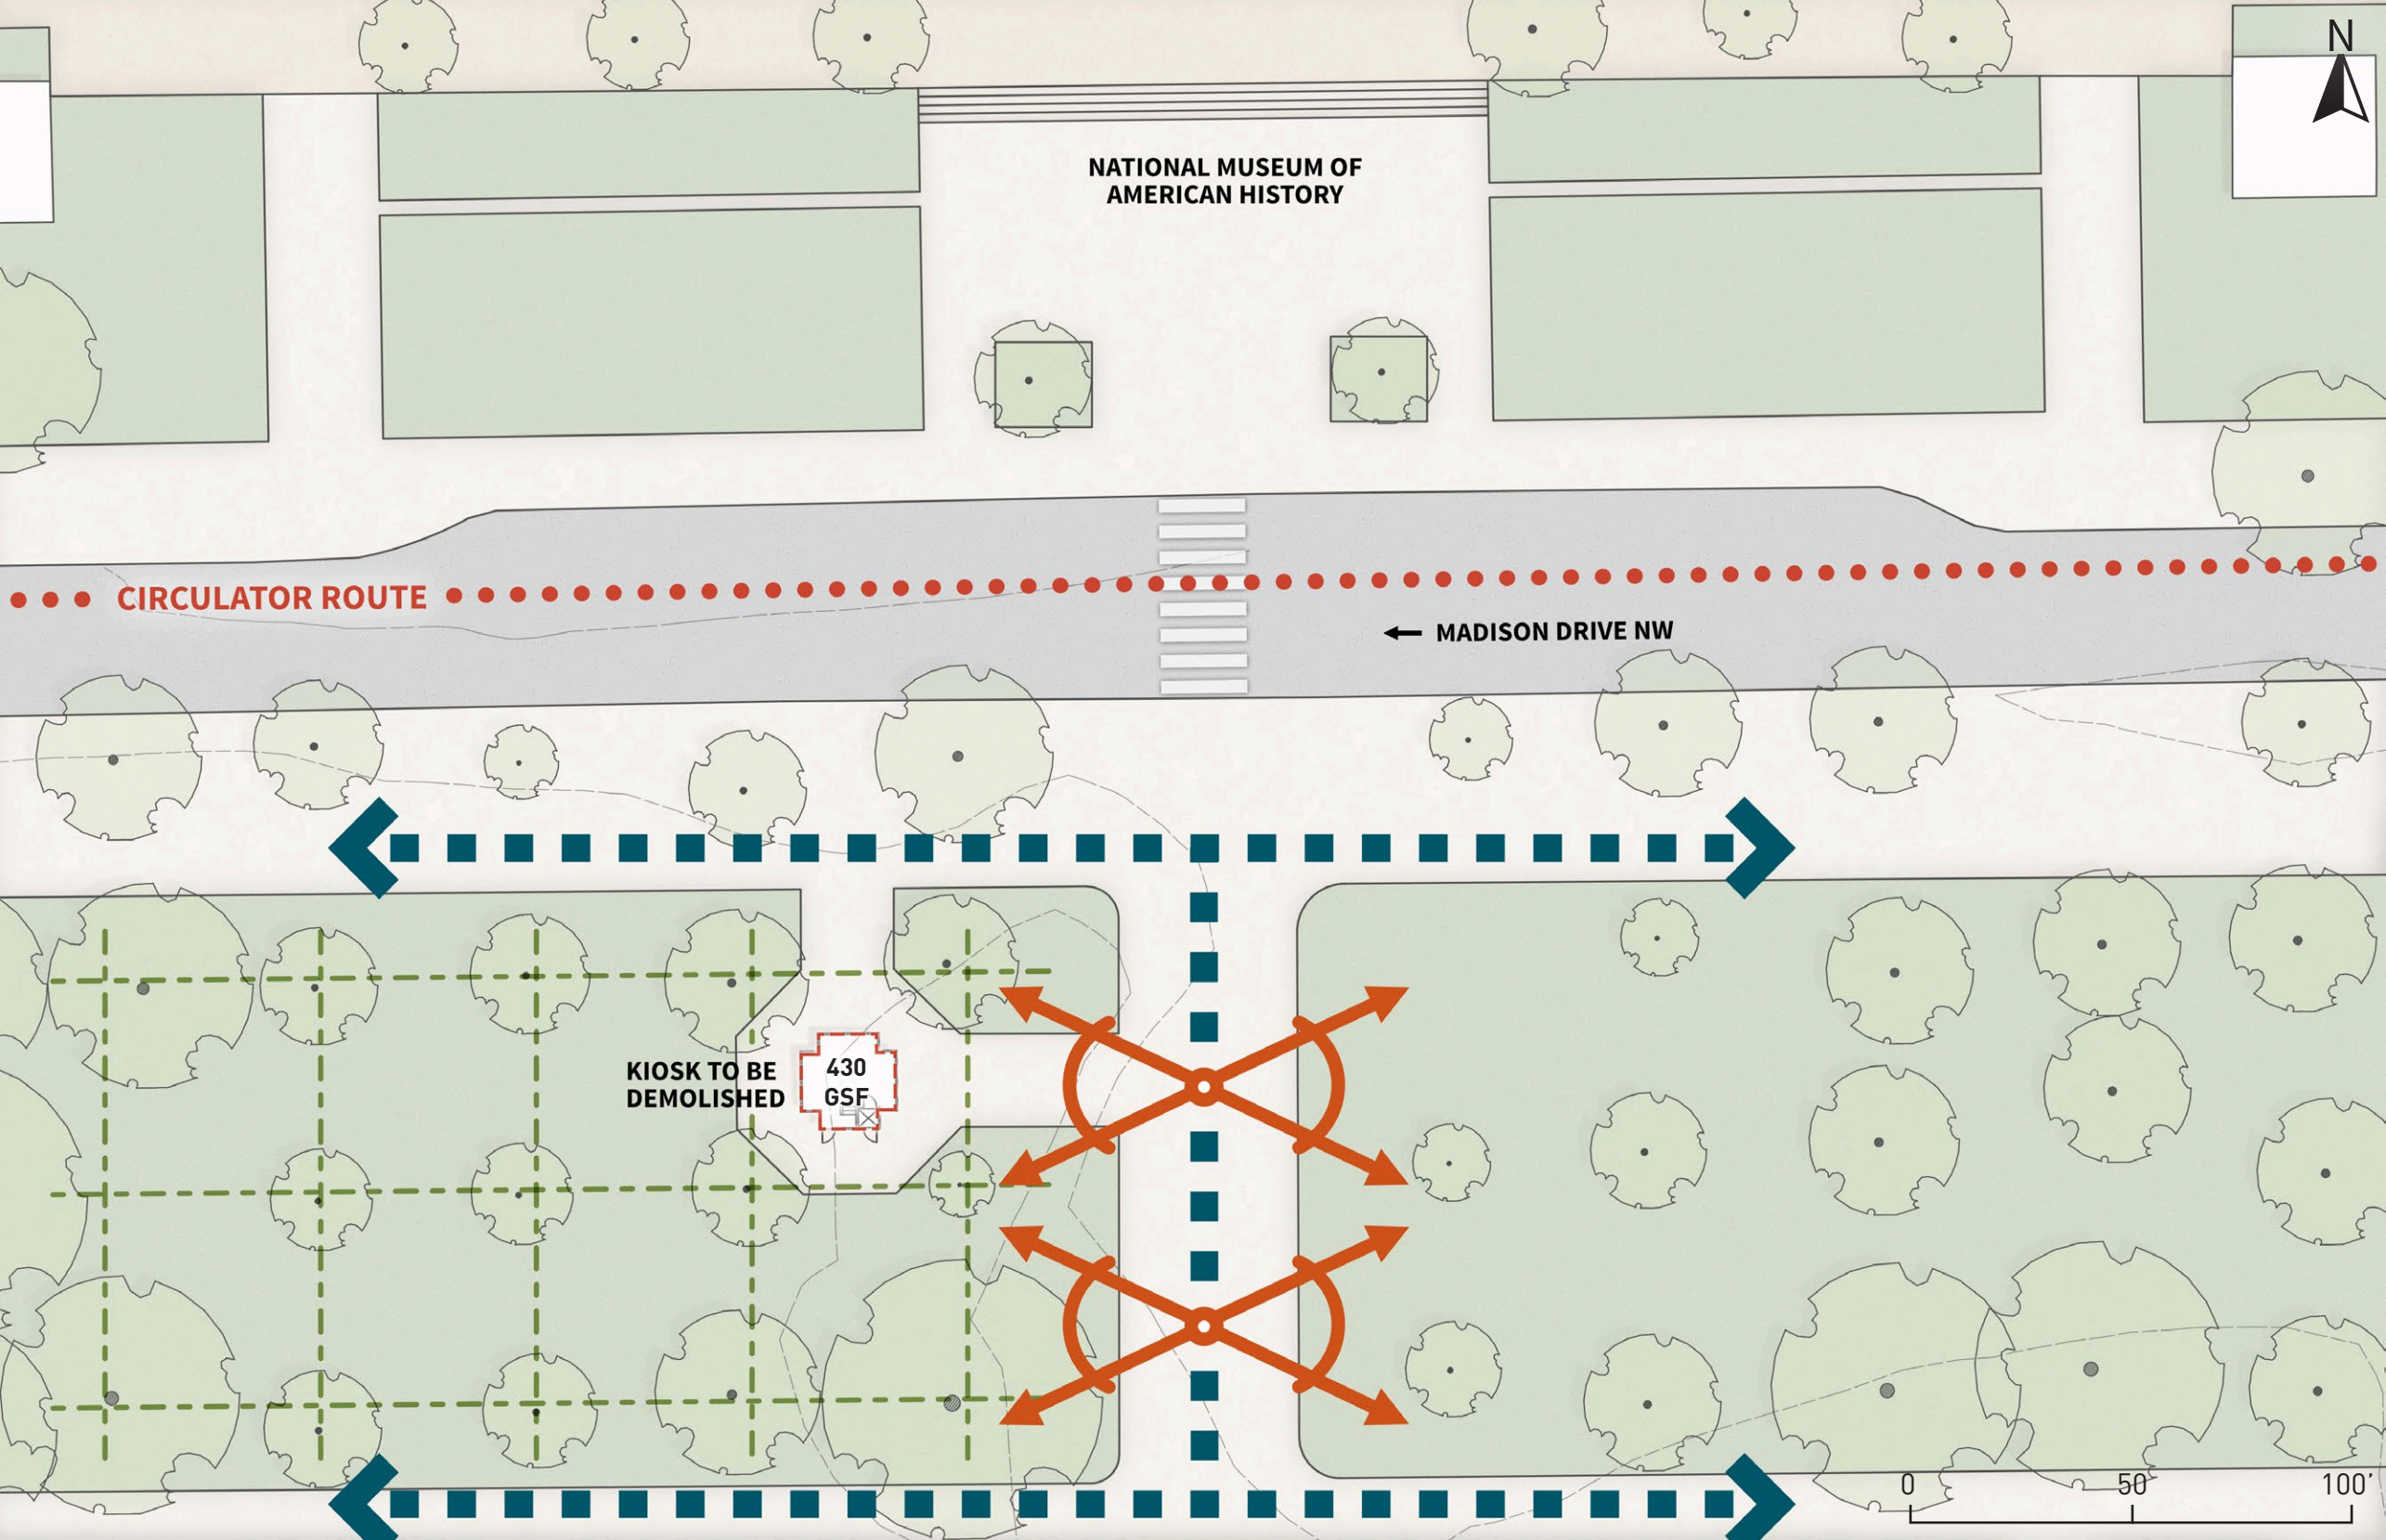 N
NATIONAL MUSEUM OF
AMERICAN HISTORY
CIRCULATOR ROUTE
MADISON DRIVE NW
KIOSK TO BE
DEMOLISHED
430
GSF
0 50 100'